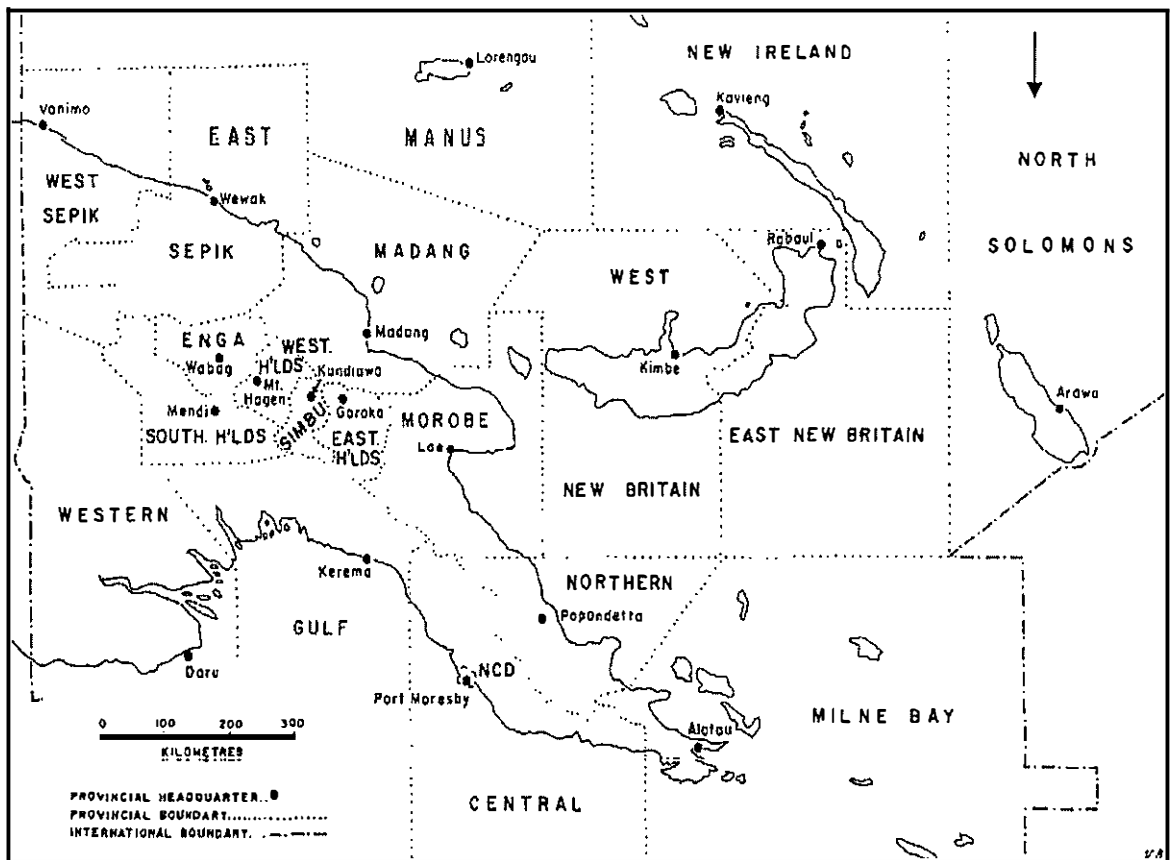 Lorengau
NEW IRELAND
Kavieng
Vanimo
EAST
MANUS
NORTH
WEST
SEPIK
Wewak
SOLOMONS
SEPIK
MADANG
Rabaul
WEST
Madang
ENGA
Wabag
WEST.
H'LDS
Kundiawa
Kimbe
Mt.
Hagen
Arawa
Mendi
SIMBU
Goroka
MOROBE
SOUTH. H'LDS
EAST.
H'LDS
Lae
EAST NEW BRITAIN
NEW BRITAIN
WESTERN
Kerema
NORTHERN
Popondetta
GULF
Daru
NCD
Port Moresby
MILNE BAY
Alotau
0 100 200 300
KILOMETRES
CENTRAL
PROVINCIAL HEADQUARTER..
PROVINCIAL BOUNDARY..............
INTERNATIONAL BOUNDARY.